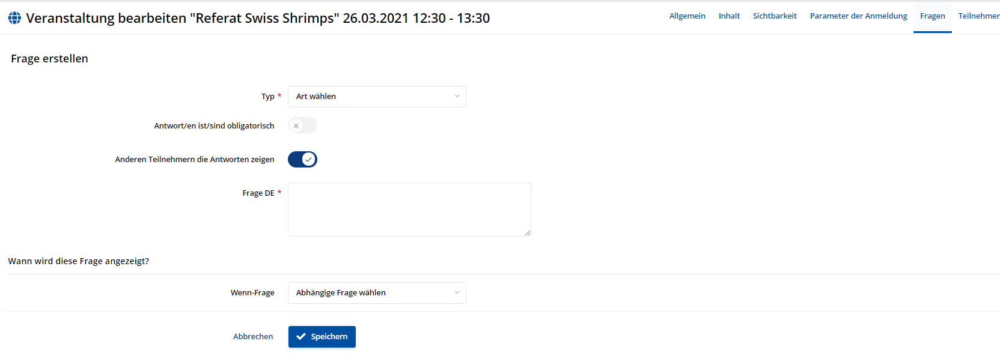 Veranstaltung bearbeiten "Referat Swiss Shrimps" 26.03.2021 12:30 - 13:30
Allgemein Inhalt Sichtbarkeit Parameter der Anmeldung Fragen Teilnehmer
Frage erstellen
Typ * Art wählen
Antwort/en ist/sind obligatorisch
Anderen Teilnehmern die Antworten zeigen
Frage DE *
Wann wird diese Frage angezeigt?
Wenn-Frage Abhängige Frage wählen
Abbrechen Speichern